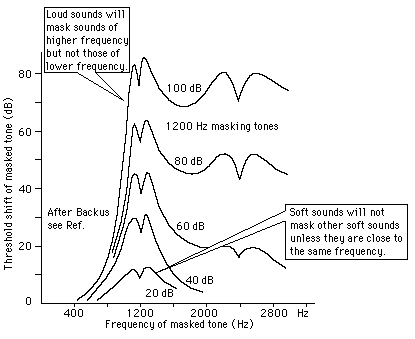 Loud sounds will
mask sounds of
higher frequency
but not those of
lower frequency.
Threshold shift of masked tone (dB)
80
60
40
20
0
100 dB
1200 Hz masking tones
80 dB
After Backus
see Ref.
60 dB
40 dB
20 dB
Soft sounds will not
mask other soft sounds
unless they are close to
the same frequency.
400
1200
2000
2800
Hz
Frequency of masked tone (Hz)